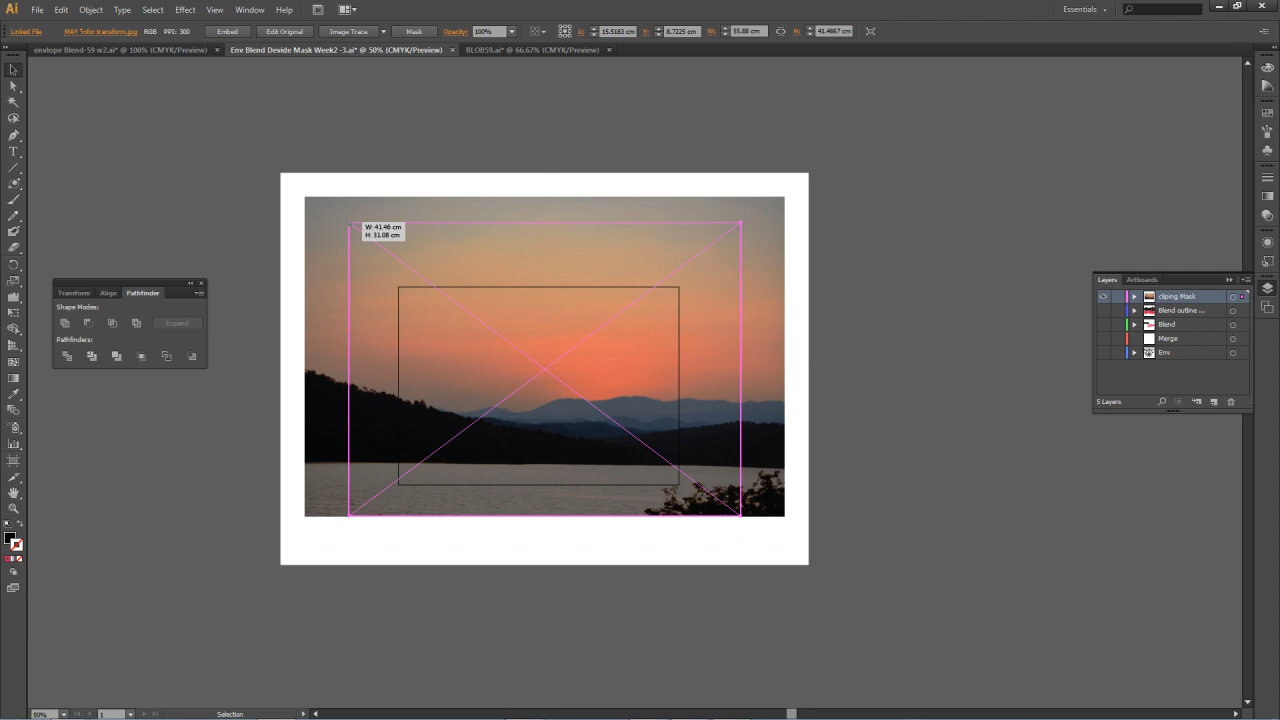 Ai File Edit Object Type Select Effect View Window Help Br Essentials
Linked File MAY 5 for transform.jpg RGB PPI: 300 Embed Edit Original Image Trace Mask Opacity: 100% X: 15.5183 cm Y: 8.7225 cm W: 55.88 cm H: 41.4867 cm
envlope Blend-59 w2.ai* @ 100% (CMYK/Preview) × Env Blend Devide Mask Week2 -3.ai* @ 50% (CMYK/Preview) × BLOB59.ai* @ 66.67% (CMYK/Preview) ×
W: 41.46 cm
H: 31.08 cm
Transform Align Pathfinder
Shape Modes:
Expand
Pathfinders:
Layers Artboards
cliping Mask
Blend outline ...
Blend
Merge
Env
5 Layers
50% 1 Selection